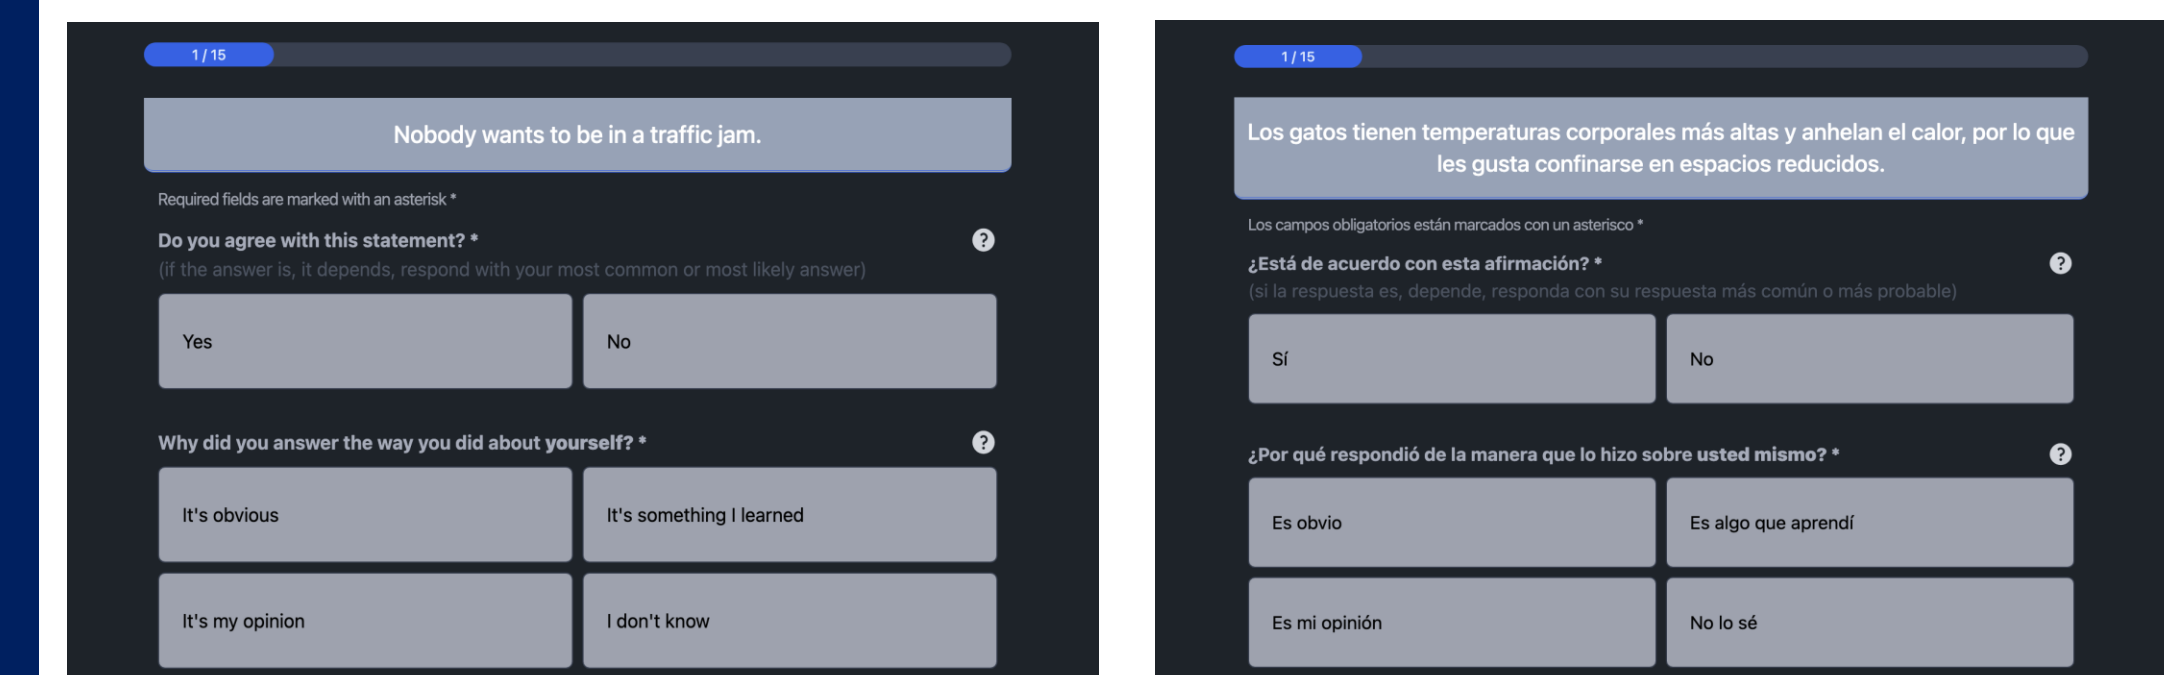 1 / 15
Nobody wants to be in a traffic jam.
Required fields are marked with an asterisk *
Do you agree with this statement? *
?
(if the answer is, it depends, respond with your most common or most likely answer)
Yes
No
Why did you answer the way you did about yourself? *
?
It's obvious
It's something I learned
It's my opinion
I don't know
1 / 15
Los gatos tienen temperaturas corporales más altas y anhelan el calor, por lo que
les gusta confinarse en espacios reducidos.
Los campos obligatorios están marcados con un asterisco *
¿Está de acuerdo con esta afirmación? *
?
(si la respuesta es, depende, responda con su respuesta más común o más probable)
Sí
No
¿Por qué respondió de la manera que lo hizo sobre usted mismo? *
?
Es obvio
Es algo que aprendí
Es mi opinión
No lo sé